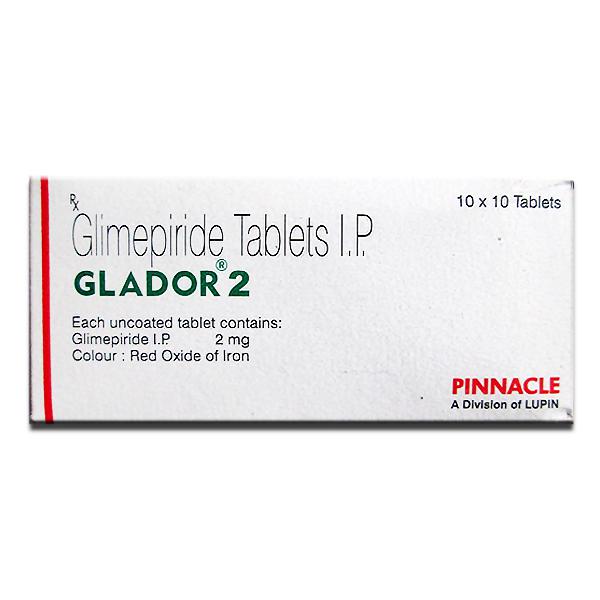 Rx
10 x 10 Tablets
Glimepiride Tablets I.P.
GLADOR® 2
Each uncoated tablet contains:
Glimepiride I.P. 2 mg
Colour : Red Oxide of Iron
PINNACLE
A Division of LUPIN